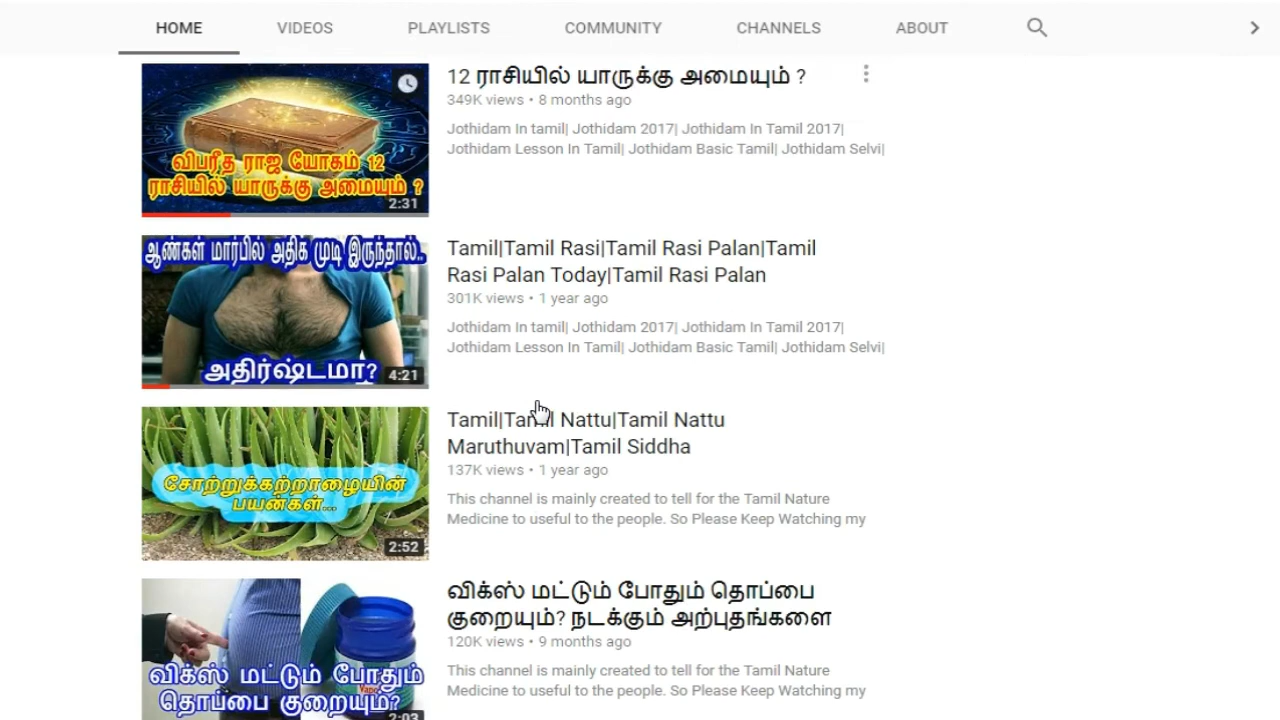 HOME VIDEOS PLAYLISTS COMMUNITY CHANNELS ABOUT
விபரீத ராஜ யோகம் 12
ராசியில் யாருக்கு அமையும் ?
2:31
12 ராசியில் யாருக்கு அமையும் ?
349K views • 8 months ago
Jothidam In tamil| Jothidam 2017| Jothidam In Tamil 2017|
Jothidam Lesson In Tamil| Jothidam Basic Tamil| Jothidam Selvi|
ஆண்கள் மார்பில் அதிக முடி இருந்தால்..
அதிர்ஷ்டமா?
4:21
Tamil|Tamil Rasi|Tamil Rasi Palan|Tamil
Rasi Palan Today|Tamil Rasi Palan
301K views • 1 year ago
Jothidam In tamil| Jothidam 2017| Jothidam In Tamil 2017|
Jothidam Lesson In Tamil| Jothidam Basic Tamil| Jothidam Selvi|
சோற்றுக்கற்றாழையின்
பயன்கள்...
2:52
Tamil|Tamil Nattu|Tamil Nattu
Maruthuvam|Tamil Siddha
137K views • 1 year ago
This channel is mainly created to tell for the Tamil Nature
Medicine to useful to the people. So Please Keep Watching my
விக்ஸ் மட்டும் போதும்
தொப்பை குறையும்?
2:03
விக்ஸ் மட்டும் போதும் தொப்பை
குறையும்? நடக்கும் அற்புதங்களை
120K views • 9 months ago
This channel is mainly created to tell for the Tamil Nature
Medicine to useful to the people. So Please Keep Watching my